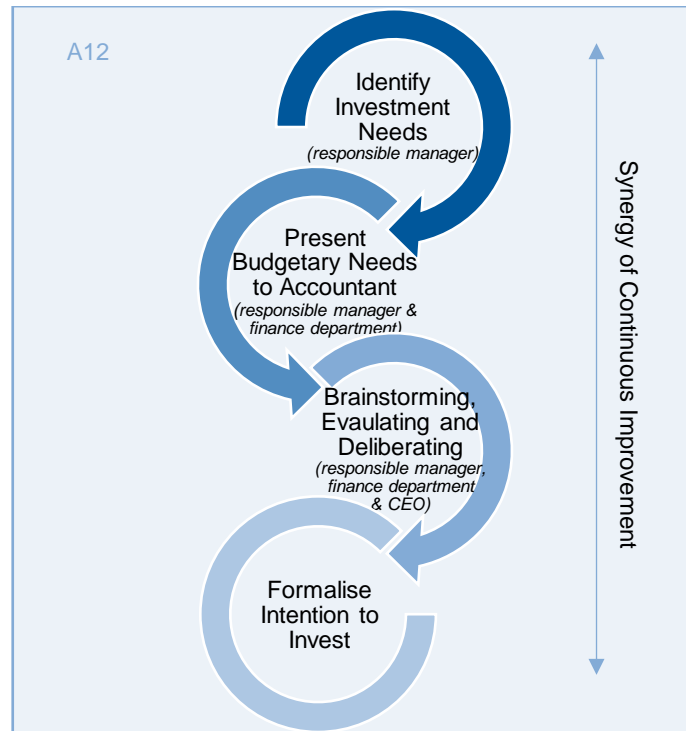 A12
Identify
Investment
Needs
(responsible manager)
Present
Budgetary Needs
to Accountant
(responsible manager &
finance department)
Brainstorming,
Evaulating and
Deliberating
(responsible manager,
finance department
& CEO)
Formalise
Intention to
Invest
Synergy of Continuous Improvement